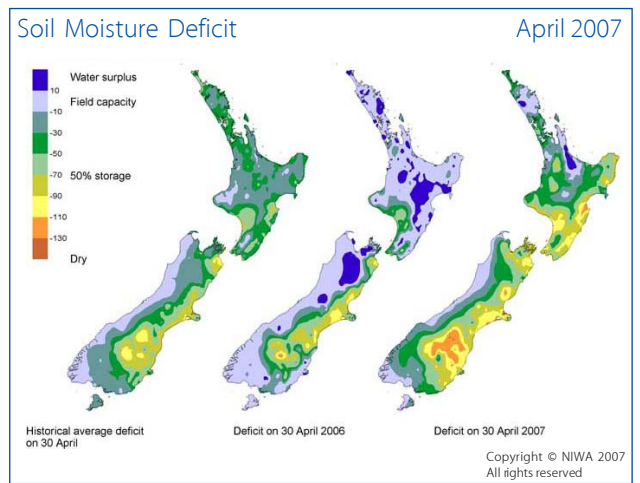 Soil Moisture Deficit
April 2007
Water surplus
10
Field capacity
-10
-30
-50
50% storage
-70
-90
-110
-130
Dry
Historical average deficit
on 30 April
Deficit on 30 April 2006
Deficit on 30 April 2007
Copyright © NIWA 2007
All rights reserved